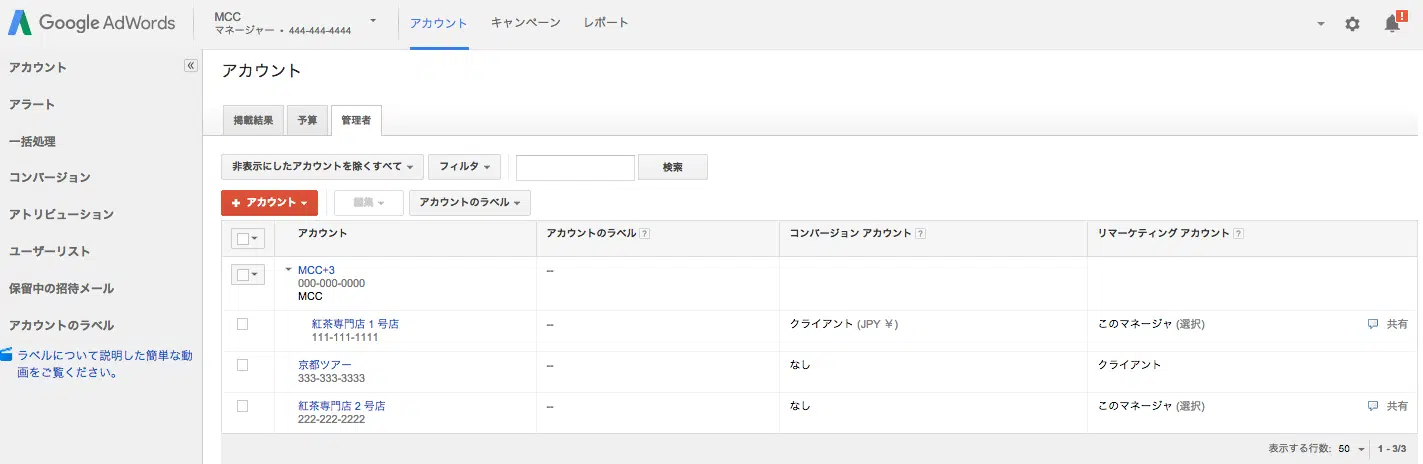 Google AdWords
MCC
マネージャー • 444-444-4444
アカウント
キャンペーン
レポート
!
アカウント
アラート
一括処理
コンバージョン
アトリビューション
ユーザーリスト
保留中の招待メール
アカウントのラベル
ラベルについて説明した簡単な動
画をご覧ください。
アカウント
掲載結果
予算
管理者
非表示にしたアカウントを除くすべて
フィルタ
検索
+ アカウント
編集
アカウントのラベル
アカウント
アカウントのラベル ?
コンバージョン アカウント ?
リマーケティング アカウント ?
MCC+3
000-000-0000
MCC
--
紅茶専門店 1 号店
111-111-1111
--
クライアント (JPY ¥)
このマネージャ (選択)
共有
京都ツアー
333-333-3333
--
なし
クライアント
紅茶専門店 2 号店
222-222-2222
--
なし
このマネージャ (選択)
共有
表示する行数: 50
1 - 3/3